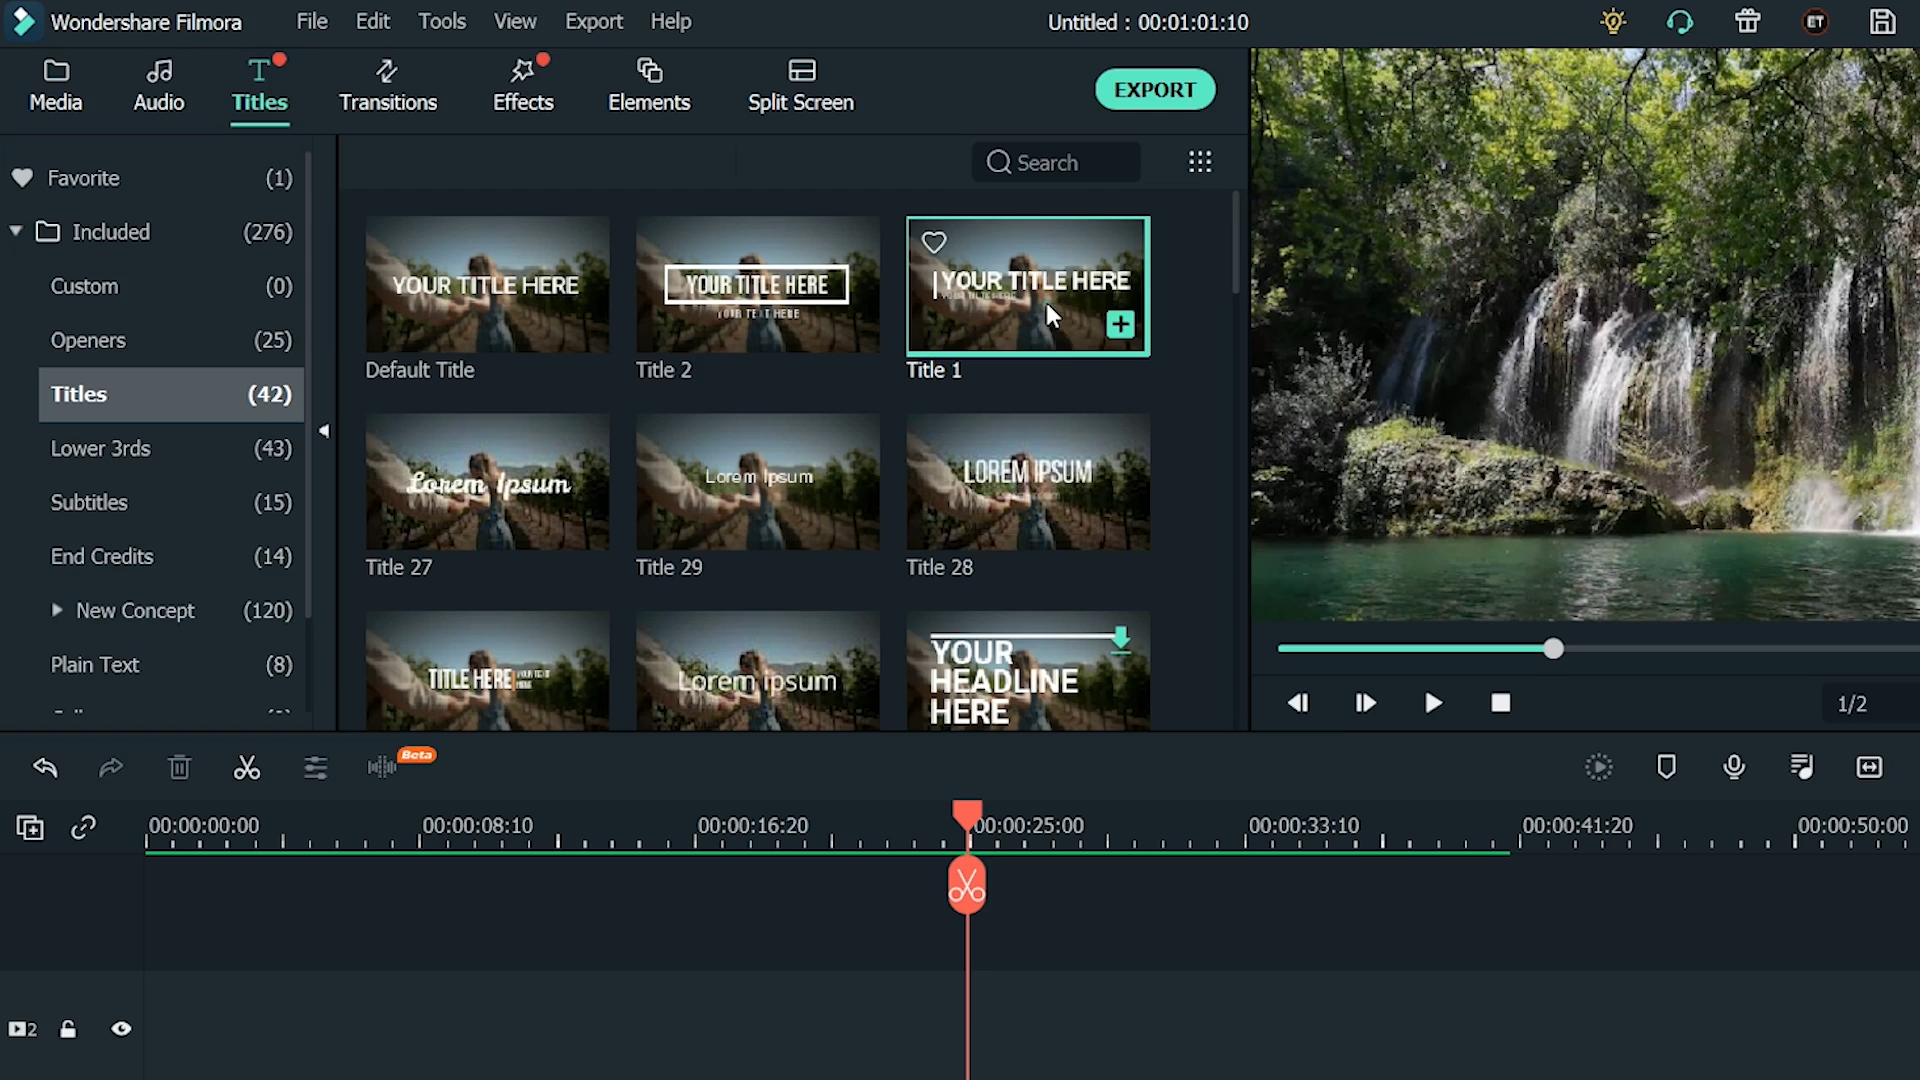 Wondershare Filmora
File
Edit
Tools
View
Export
Help
Untitled : 00:01:01:10
ET
Media
Audio
Titles
Transitions
Effects
Elements
Split Screen
EXPORT
Search
Favorite (1)
Included (276)
Custom (0)
Openers (25)
Titles (42)
Lower 3rds (43)
Subtitles (15)
End Credits (14)
New Concept (120)
Plain Text (8)
YOUR TITLE HERE
Default Title
YOUR TITLE HERE
YOUR TEXT HERE
Title 2
YOUR TITLE HERE
Title 1
Lorem Ipsum
Title 27
Lorem Ipsum
Title 29
LOREM IPSUM
Title 28
TITLE HERE
Lorem ipsum
YOUR
HEADLINE
HERE
1/2
Beta
00:00:00:00
00:00:08:10
00:00:16:20
00:00:25:00
00:00:33:10
00:00:41:20
00:00:50:00
2